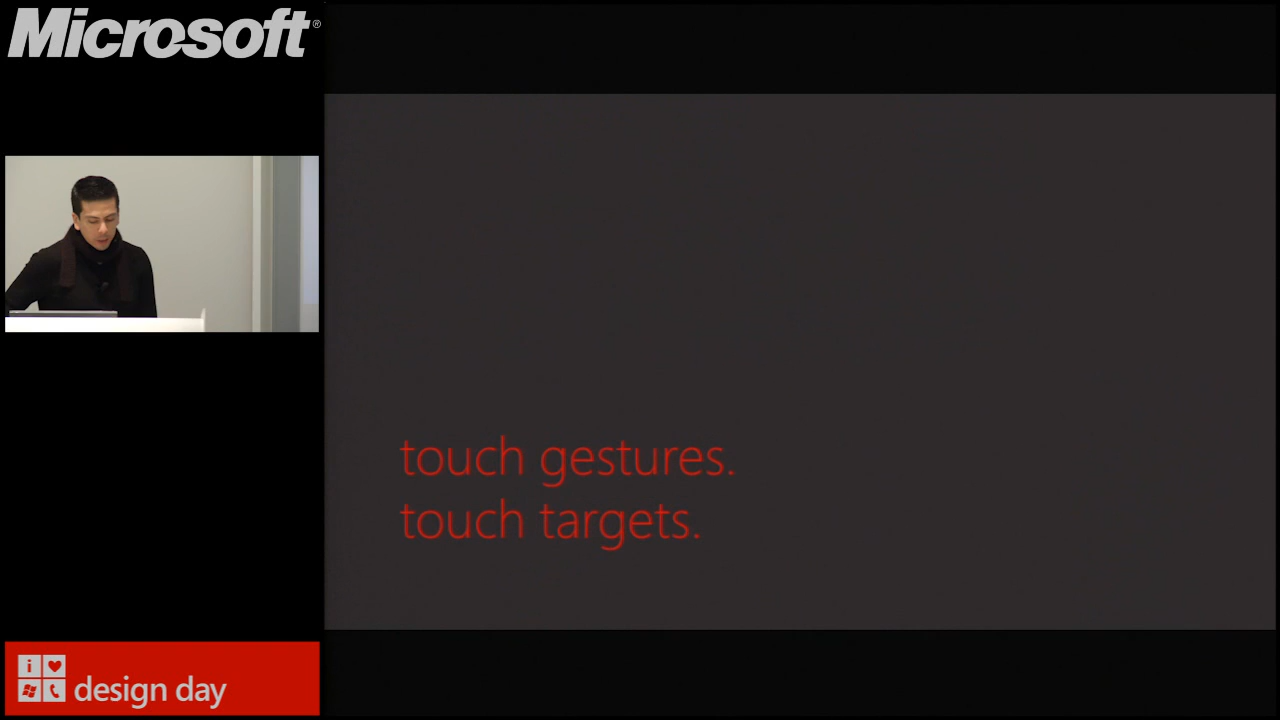 Microsoft®
touch gestures.
touch targets.
i
design day